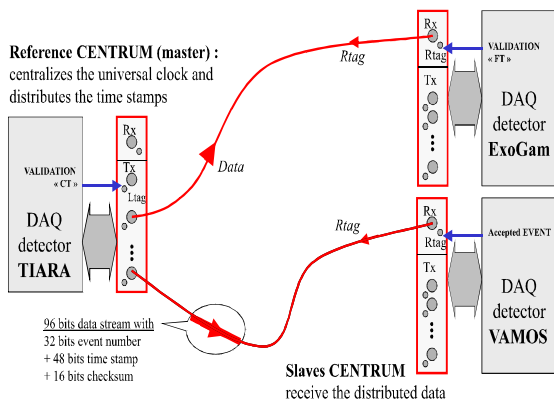 Reference CENTRUM (master) :
centralizes the universal clock and
distributes the time stamps
Rx
Tx
Ltag
VALIDATION
« CT »
DAQ
detector
TIARA
Data
Rtag
Rx
Rtag
Tx
VALIDATION
« FT »
DAQ
detector
ExoGam
Rtag
Rx
Rtag
Tx
Accepted EVENT
DAQ
detector
VAMOS
96 bits data stream with
32 bits event number
+ 48 bits time stamp
+ 16 bits checksum
Slaves CENTRUM
receive the distributed data